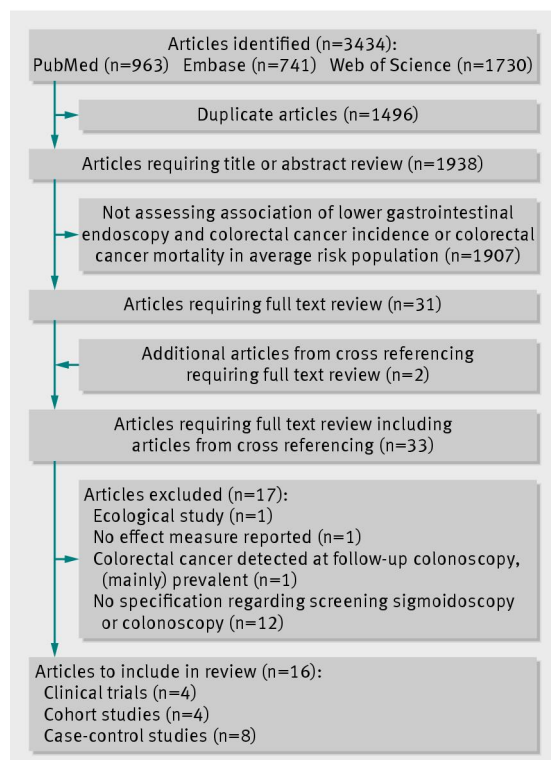 Articles identified (n=3434):
PubMed (n=963) Embase (n=741) Web of Science (n=1730)
Duplicate articles (n=1496)
Articles requiring title or abstract review (n=1938)
Not assessing association of lower gastrointestinal
endoscopy and colorectal cancer incidence or colorectal
cancer mortality in average risk population (n=1907)
Articles requiring full text review (n=31)
Additional articles from cross referencing
requiring full text review (n=2)
Articles requiring full text review including
articles from cross referencing (n=33)
Articles excluded (n=17):
Ecological study (n=1)
No effect measure reported (n=1)
Colorectal cancer detected at follow-up colonoscopy,
(mainly) prevalent (n=1)
No specification regarding screening sigmoidoscopy
or colonoscopy (n=12)
Articles to include in review (n=16):
Clinical trials (n=4)
Cohort studies (n=4)
Case-control studies (n=8)